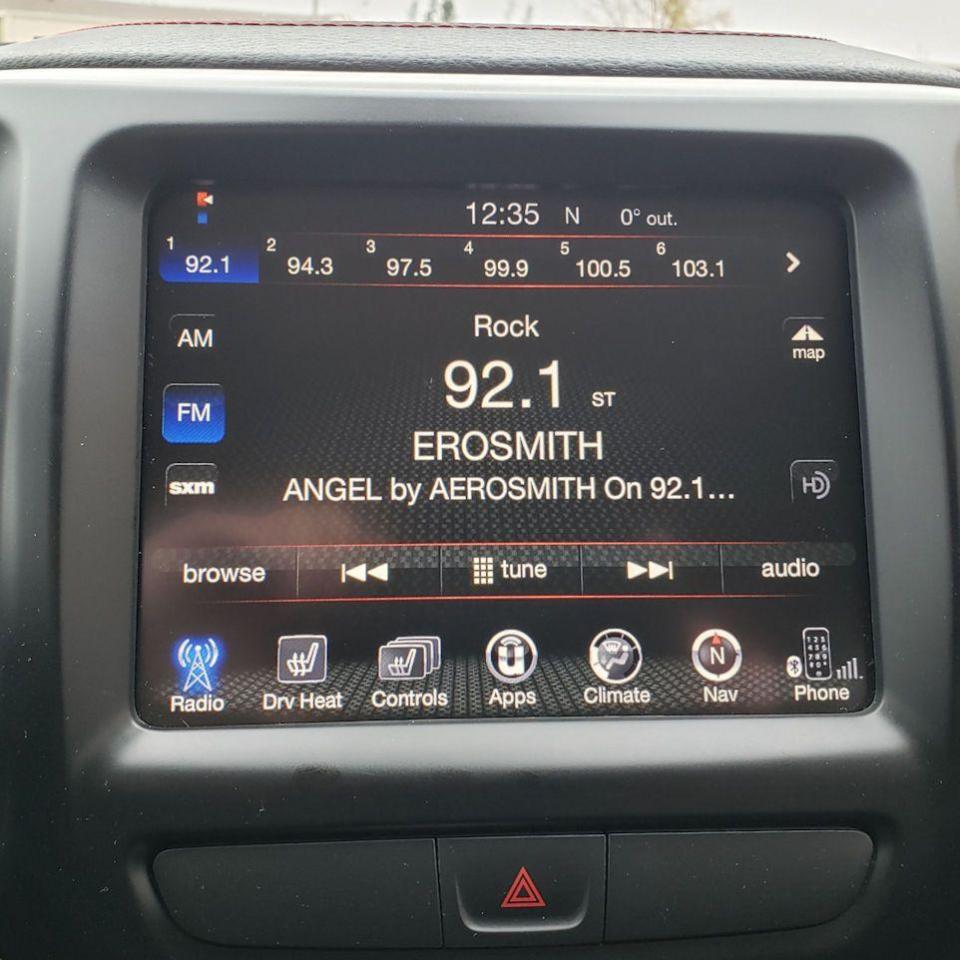 12:35 N 0° out.
1 92.1 2 94.3 3 97.5 4 99.9 5 100.5 6 103.1
Rock
AM
map
92.1 ST
FM
EROSMITH
sxm
ANGEL by AEROSMITH On 92.1...
HD
browse tune audio
Radio Drv Heat Controls Apps Climate N Nav Phone